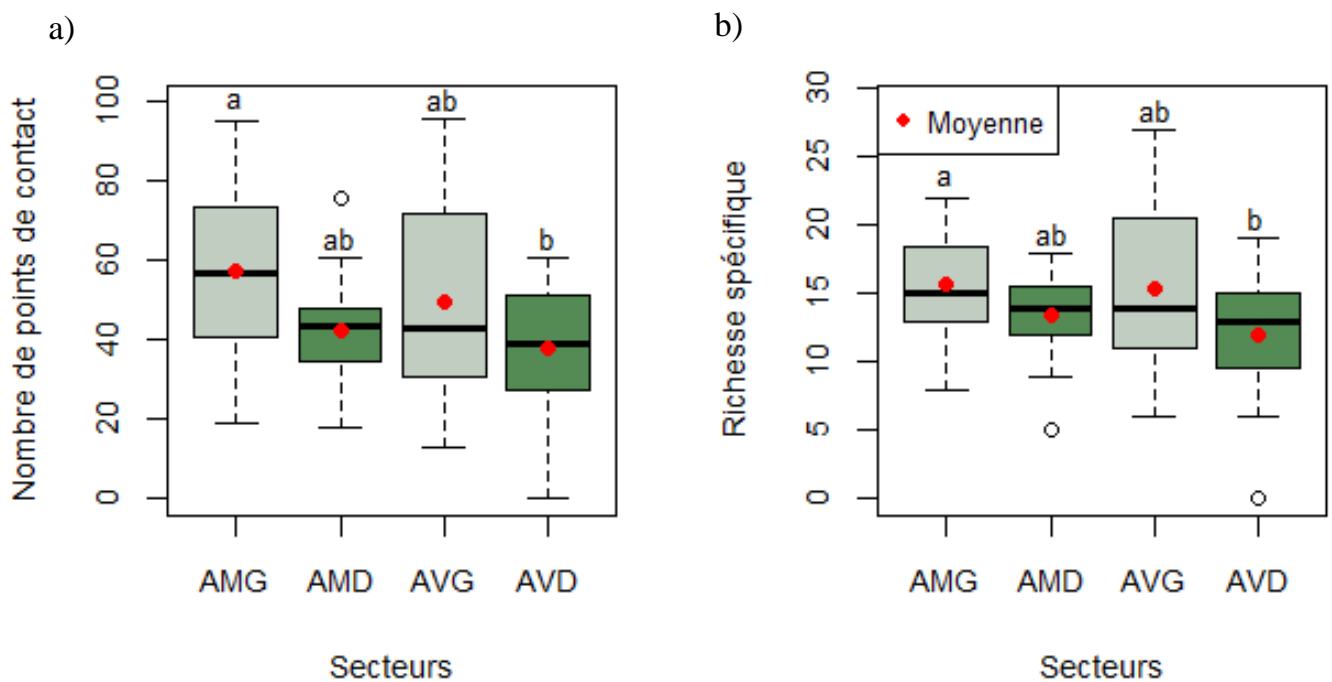 a)
Nombre de points de contact
100
80
60
40
20
0
a
ab
ab
b
AMG AMD AVG AVD
Secteurs
b)
Richesse spécifique
30
25
20
15
10
5
0
Moyenne
a
ab
ab
b
AMG AMD AVG AVD
Secteurs